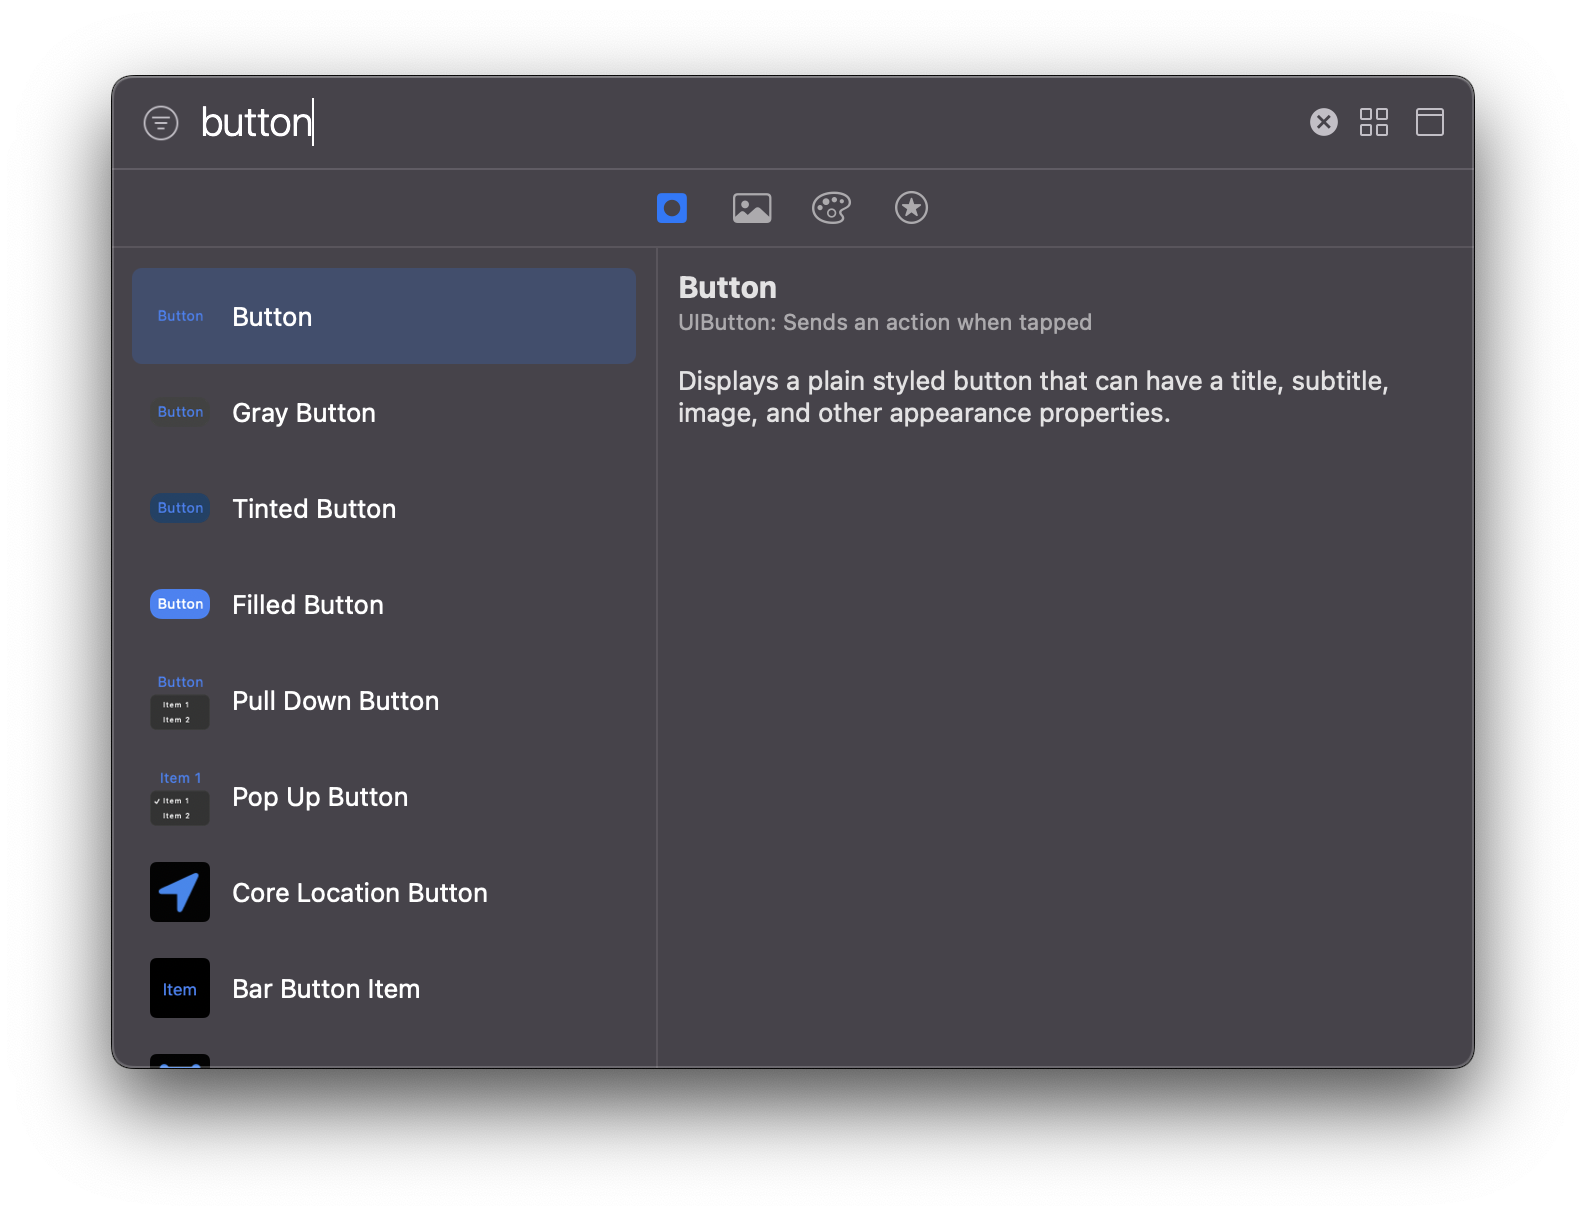 button
Button
Button
Button
Gray Button
Button
Tinted Button
Button
Filled Button
Button
Item 1
Item 2
Pull Down Button
Item 1
✓ Item 1
Item 2
Pop Up Button
Core Location Button
Item
Bar Button Item
Button
UIButton: Sends an action when tapped
Displays a plain styled button that can have a title, subtitle,
image, and other appearance properties.